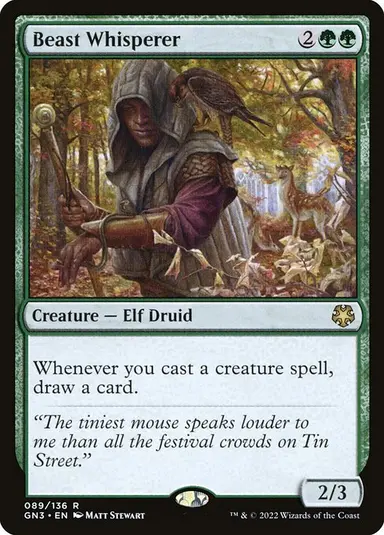 Beast Whisperer 2
Creature — Elf Druid
Whenever you cast a creature spell,
draw a card.
“The tiniest mouse speaks louder to
me than all the festival crowds on Tin
Street.”
089/136 R
GN3 • EN Matt Stewart
2/3
™ & © 2022 Wizards of the Coast